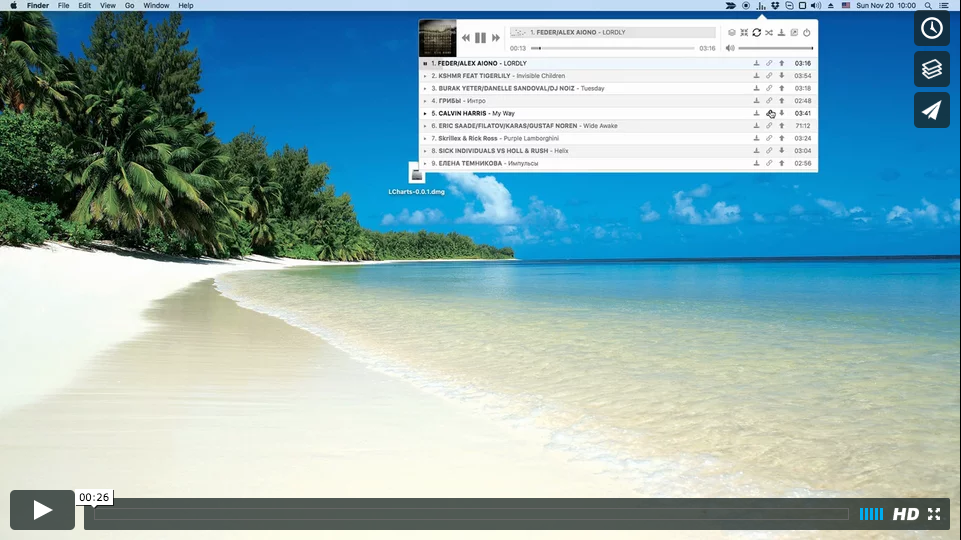 Finder File Edit View Go Window Help Sun Nov 20 10:00
1. FEDER/ALEX AIONO - LORDLY
00:13 03:16
1. FEDER/ALEX AIONO - LORDLY 03:16
2. KSHMR FEAT TIGERLILY - Invisible Children 03:54
3. BURAK YETER/DANELLE SANDOVAL/DJ NOIZ - Tuesday 03:18
4. ГРИБЫ - Интро 02:48
5. CALVIN HARRIS - My Way 03:41
6. ERIC SAADE/FILATOV/KARAS/GUSTAF NOREN - Wide Awake 71:12
7. Skrillex & Rick Ross - Purple Lamborghini 03:24
8. SICK INDIVIDUALS VS HOLL & RUSH - Helix 03:04
9. ЕЛЕНА ТЕМНИКОВА - Импульсы 02:56
LCharts-0.0.1.dmg
00:26
HD